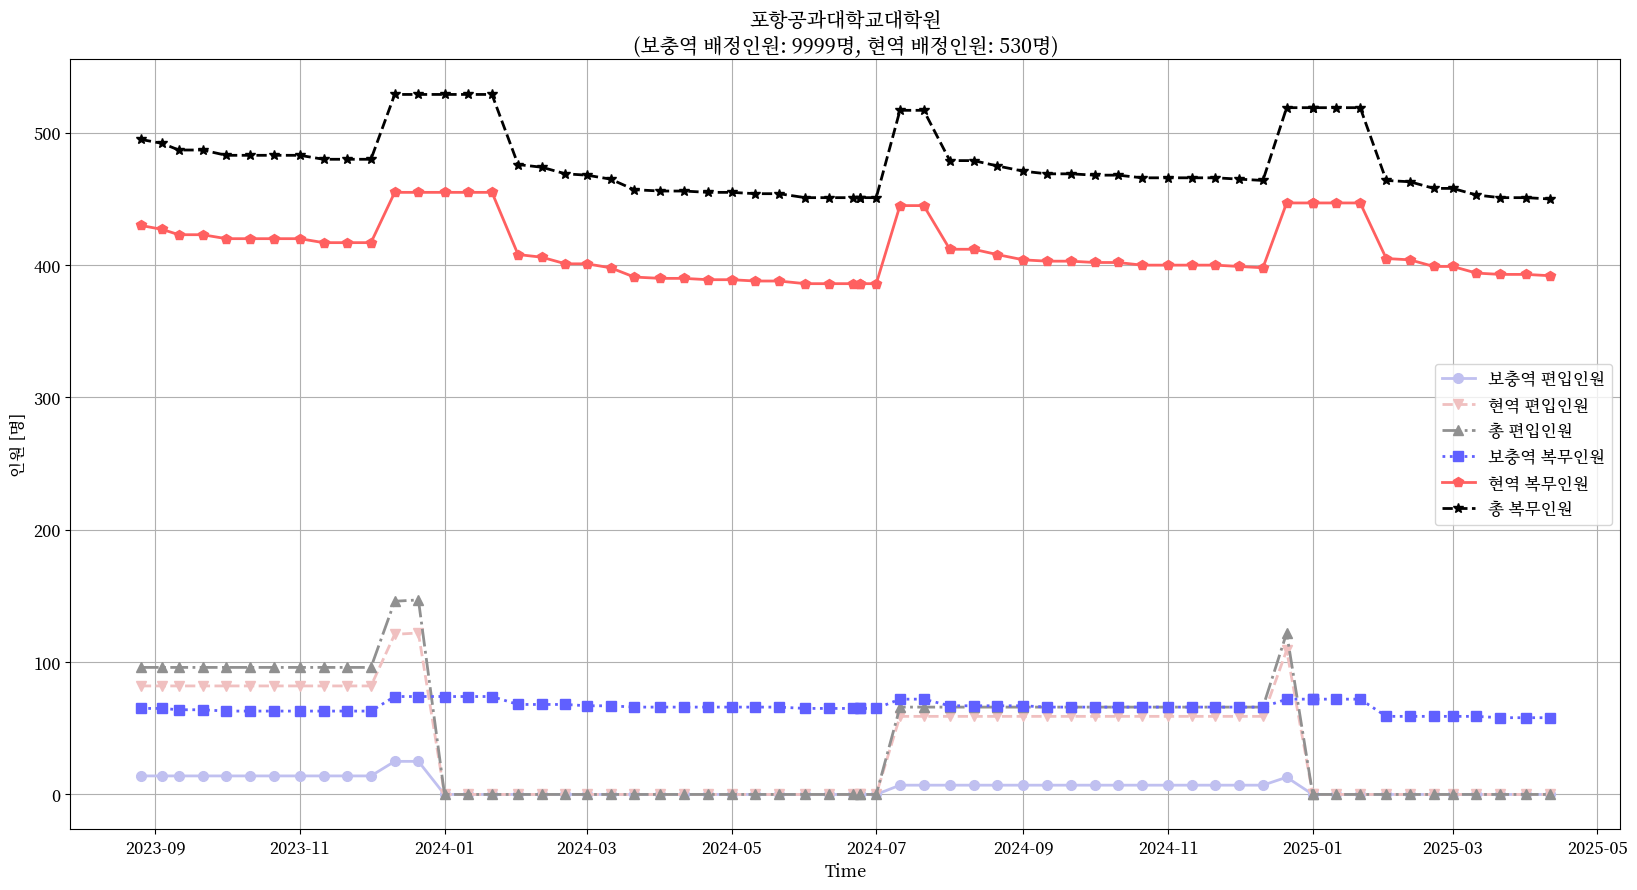 포항공과대학교대학원
(보충역 배정인원: 9999명, 현역 배정인원: 530명)
인원 [명]
500
400
300
200
100
0
보충역 편입인원
현역 편입인원
총 편입인원
보충역 복무인원
현역 복무인원
총 복무인원
2023-09 2023-11 2024-01 2024-03 2024-05 2024-07 2024-09 2024-11 2025-01 2025-03 2025-05
Time